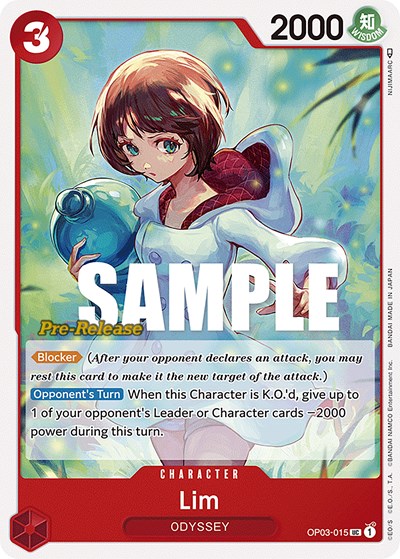 3
2000
知
WISDOM
NIJIMAARC
SAMPLE
Pre-Release
Blocker (After your opponent declares an attack, you may
rest this card to make it the new target of the attack.)
Opponent's Turn When this Character is K.O.'d, give up to
1 of your opponent's Leader or Character cards −2000
power during this turn.
CHARACTER
Lim
ODYSSEY
OP03-015 UC 1
©E.O/S ©E.O./S., T.A. ©BANDAI NAMCO Entertainment Inc. BANDAI MADE IN JAPAN